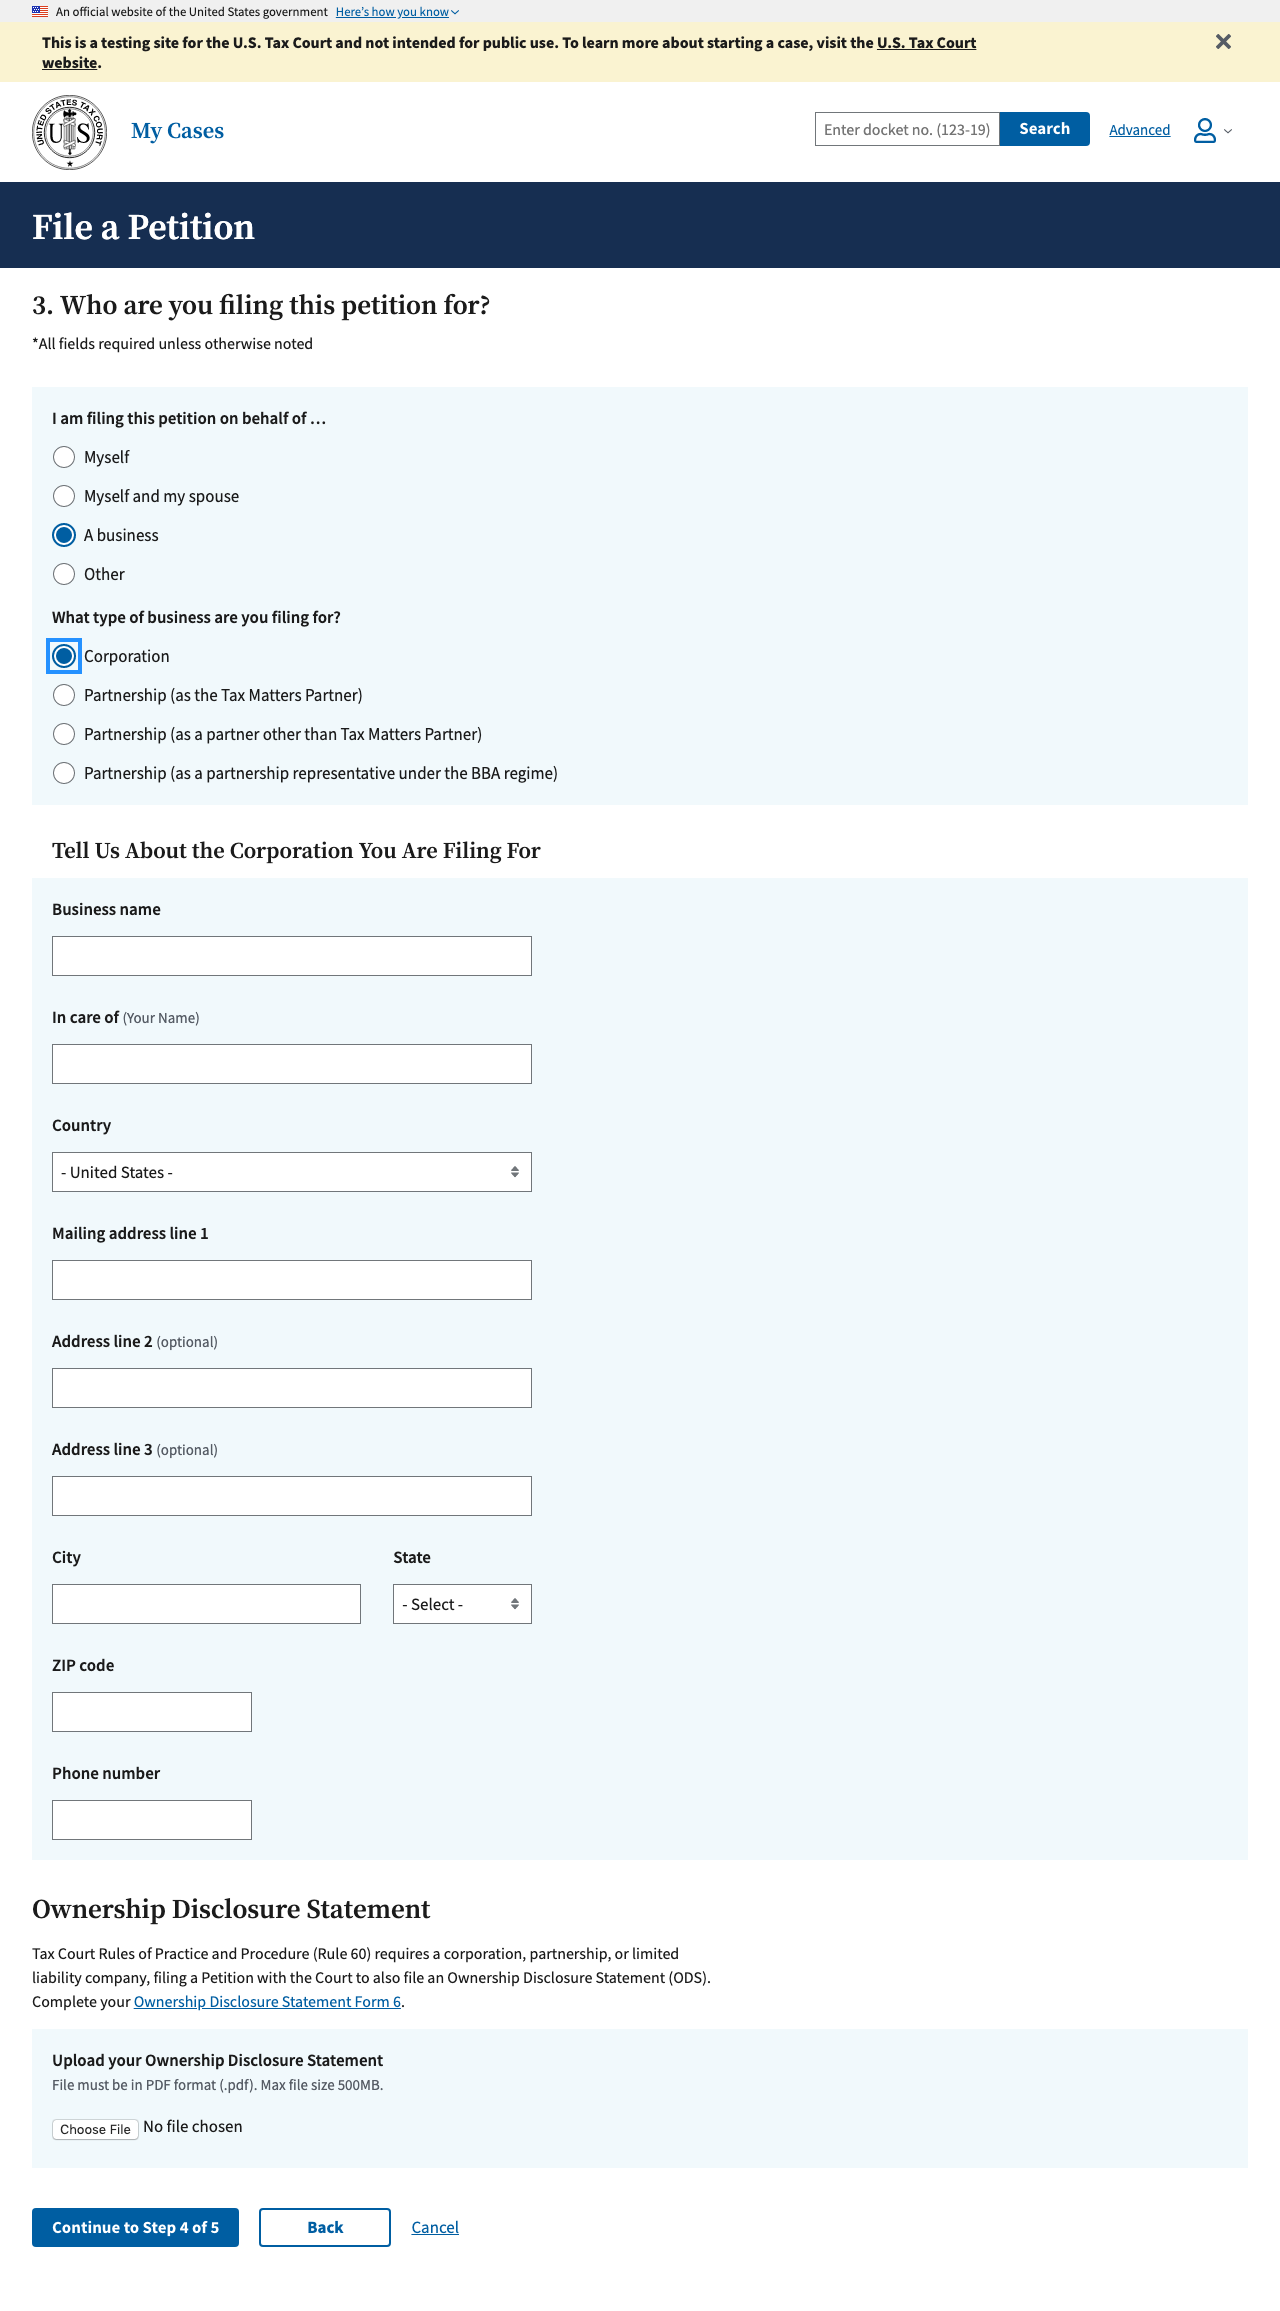 An official website of the United States government Here's how you know
This is a testing site for the U.S. Tax Court and not intended for public use. To learn more about starting a case, visit the U.S. Tax Court
website.
UNITED STATES TAX COURT
US
My Cases
Enter docket no. (123-19)
Search
Advanced
File a Petition
3. Who are you filing this petition for?
*All fields required unless otherwise noted
I am filing this petition on behalf of …
Myself
Myself and my spouse
A business
Other
What type of business are you filing for?
Corporation
Partnership (as the Tax Matters Partner)
Partnership (as a partner other than Tax Matters Partner)
Partnership (as a partnership representative under the BBA regime)
Tell Us About the Corporation You Are Filing For
Business name
In care of (Your Name)
Country
- United States -
Mailing address line 1
Address line 2 (optional)
Address line 3 (optional)
City State
- Select -
ZIP code
Phone number
Ownership Disclosure Statement
Tax Court Rules of Practice and Procedure (Rule 60) requires a corporation, partnership, or limited
liability company, filing a Petition with the Court to also file an Ownership Disclosure Statement (ODS).
Complete your Ownership Disclosure Statement Form 6.
Upload your Ownership Disclosure Statement
File must be in PDF format (.pdf). Max file size 500MB.
Choose File No file chosen
Continue to Step 4 of 5 Back Cancel